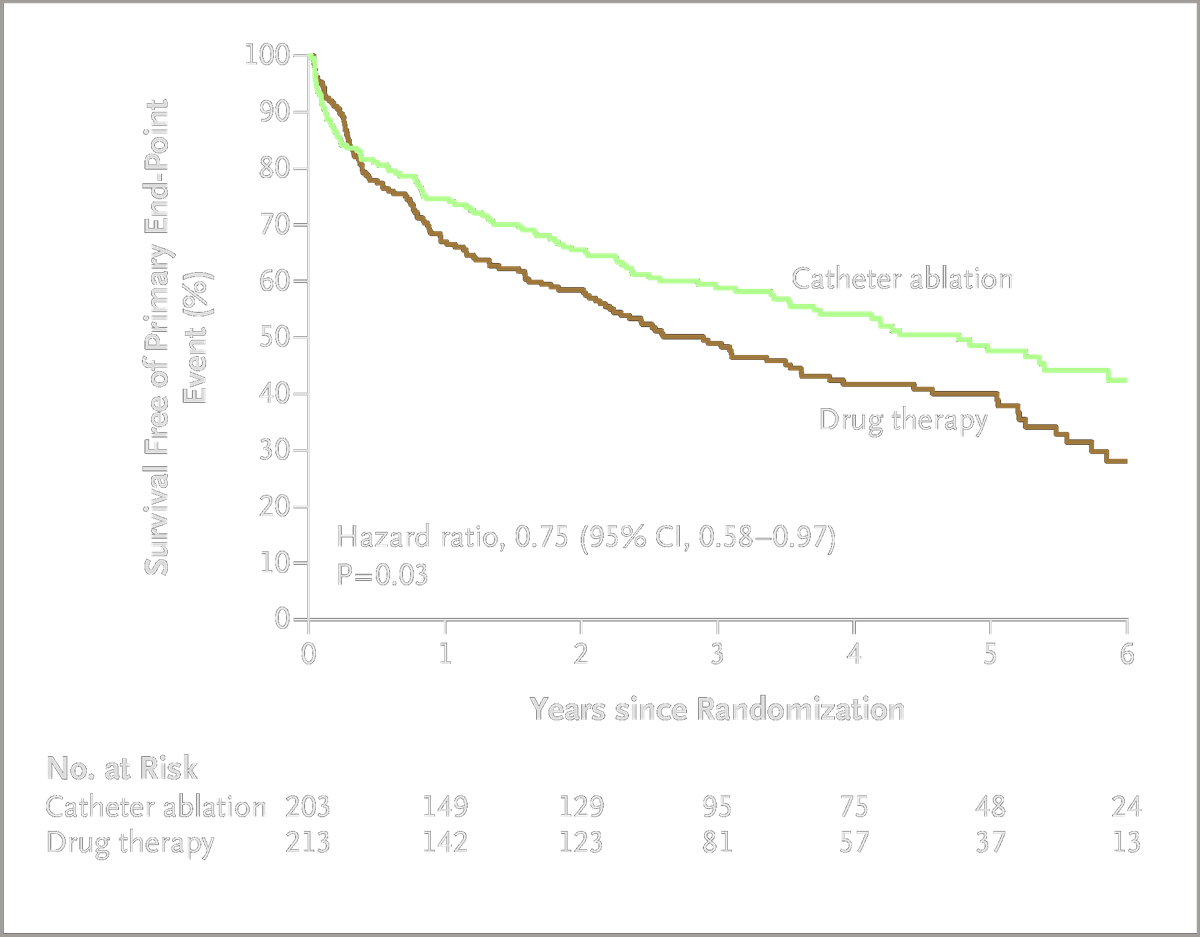 Survival Free of Primary End-Point
Event (%)
100
90
80
70
60
50
40
30
20
10
0
Catheter ablation
Drug therapy
Hazard ratio, 0.75 (95% CI, 0.58–0.97)
P=0.03
0 1 2 3 4 5 6
Years since Randomization
No. at Risk
Catheter ablation 203 149 129 95 75 48 24
Drug therapy 213 142 123 81 57 37 13